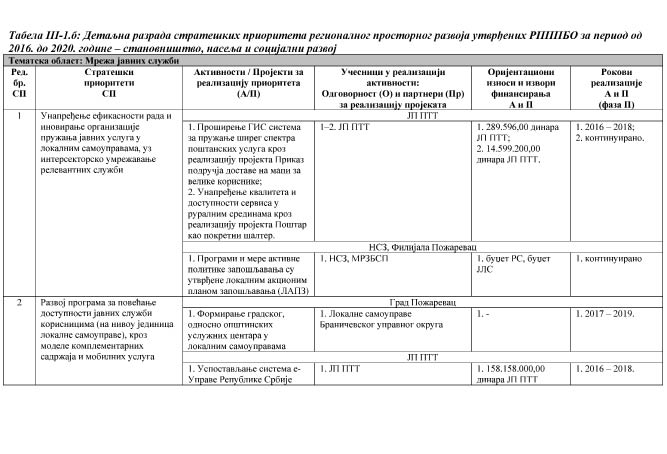 Табела III-1.б: Детаљна разрада стратешких приоритета регионалног просторног развоја утврђених РПППБО за период од
2016. до 2020. године – становништво, насеља и социјални развој
Тематска област: Мрежа јавних служби
Ред.
бр.
СП
Стратешки
приоритети
СП
Активности / Пројекти за
реализацију приоритета
(А/П)
Учесници у реализацији
активности:
Одговорност (О) и партнери (Пр)
за реализацију пројеката
Оријентациони
износи и извори
финансирања
А и П
Рокови
реализације
А и П
(фаза II)
1
Унапређење ефикасности рада и
иновирање организације
пружања јавних услуга у
локалним самоуправама, уз
интерсекторско умрежавање
релевантних служби
ЈП ПТТ
1. Проширење ГИС система
за пружање ширег спектра
поштанских услуга кроз
реализацију пројекта Приказ
подручја доставе на мапи за
велике кориснике;
2. Унапређење квалитета и
доступности сервиса у
руралним срединама кроз
реализацију пројекта Поштар
као покретни шалтер.
1–2. ЈП ПТТ
1. 289.596,00 динара
ЈП ПТТ;
2. 14.599.200,00
динара ЈП ПТТ.
1. 2016 – 2018;
2. континуирано.
НСЗ, Филијала Пожаревац
1. Програми и мере активне
политике запошљавања су
утврђене локалним акционим
планом запошљавања (ЛАПЗ)
1. НСЗ, МРЗБСП
1. буџет РС, буџет
ЈЛС
1. континуирано
2
Развој програма за повећање
доступности јавних служби
корисницима (на нивоу јединица
локалне самоуправе), кроз
моделе комплементарних
садржаја и мобилних услуга
Град Пожаревац
1. Формирање градског,
односно општинских
услужних центара у
локалним самоуправама
1. Локалне самоуправе
Браничевског управног округа
1. -
1. 2017 – 2019.
ЈП ПТТ
1. Успостављање система е-
Управе Републике Србије
1. ЈП ПТТ
1. 158.158.000,00
динара ЈП ПТТ
1. 2016 – 2018.